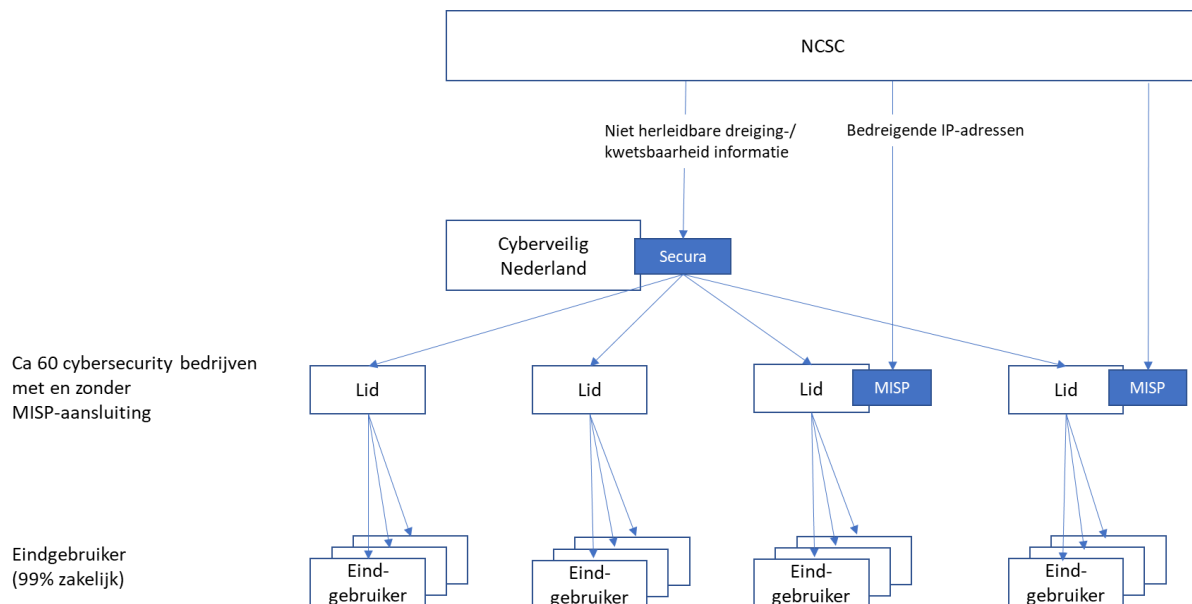 NCSC
Niet herleidbare dreiging-/
kwetsbaarheid informatie
Bedreigende IP-adressen
Cyberveilig
Nederland
Secura
Ca 60 cybersecurity bedrijven
met en zonder
MISP-aansluiting
Lid
Lid
Lid
MISP
Lid
MISP
Eindgebruiker
(99% zakelijk)
Eind-
gebruiker
Eind-
gebruiker
Eind-
gebruiker
Eind-
gebruiker